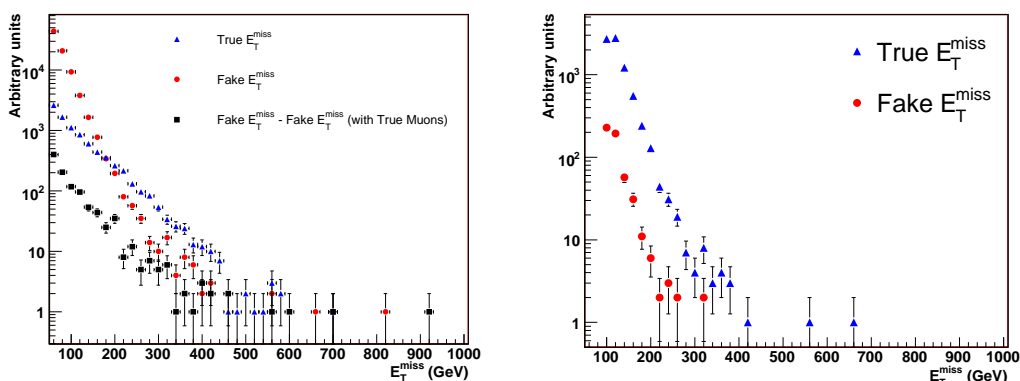 Arbitrary units
10^4
10^3
10^2
10
1
True E_T^miss
Fake E_T^miss
Fake E_T^miss - Fake E_T^miss (with True Muons)
100 200 300 400 500 600 700 800 900 1000
E_T^miss (GeV)
Arbitrary units
10^3
10^2
10
1
True E_T^miss
Fake E_T^miss
100 200 300 400 500 600 700 800 900 1000
E_T^miss (GeV)